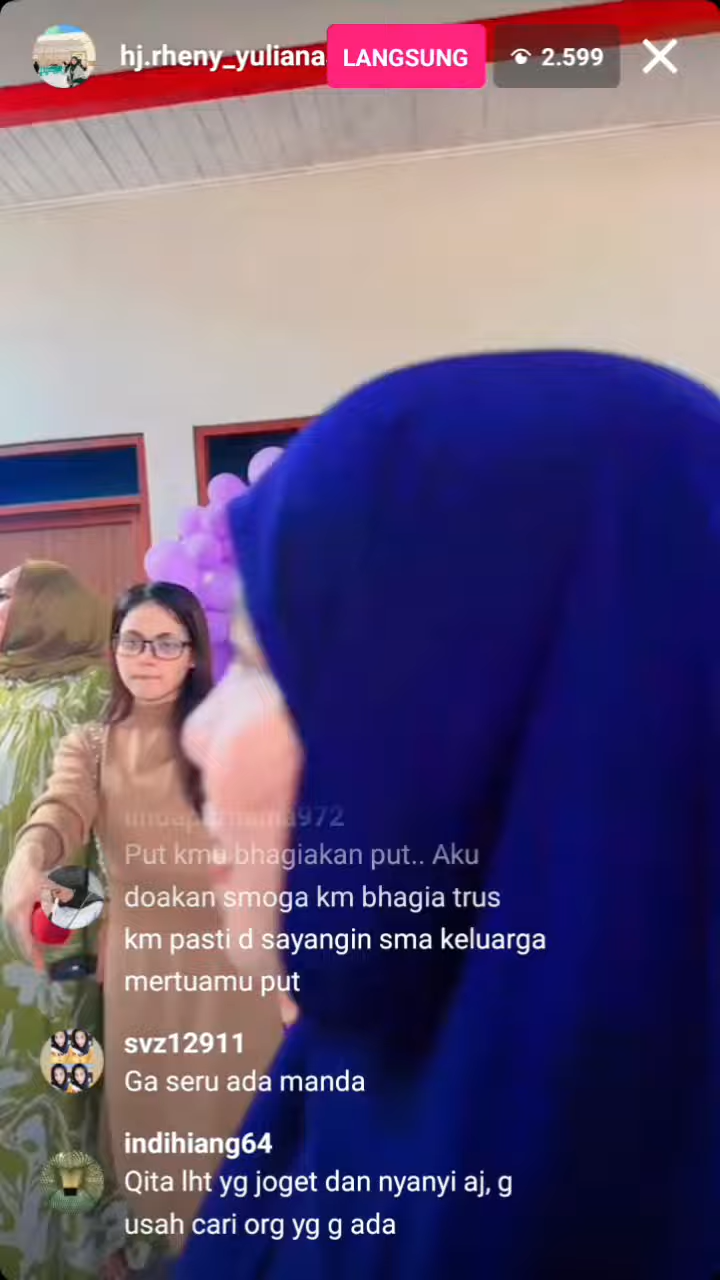 hj.rheny_yuliana
LANGSUNG
2.599
Put kmu bhagiakan put.. Aku
doakan smoga km bhagia trus
km pasti d sayangin sma keluarga
mertuamu put
svz12911
Ga seru ada manda
indihiang64
Qita lht yg joget dan nyanyi aj, g
usah cari org yg g ada